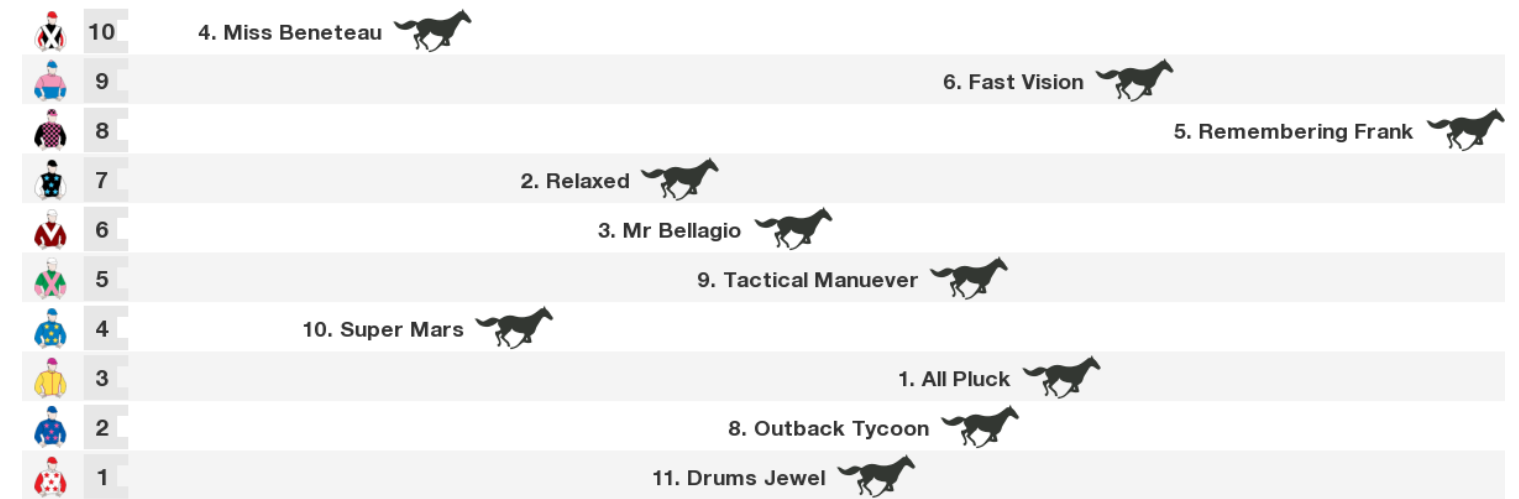 10 4. Miss Beneteau
9 6. Fast Vision
8 5. Remembering Frank
7 2. Relaxed
6 3. Mr Bellagio
5 9. Tactical Manuever
4 10. Super Mars
3 1. All Pluck
2 8. Outback Tycoon
1 11. Drums Jewel